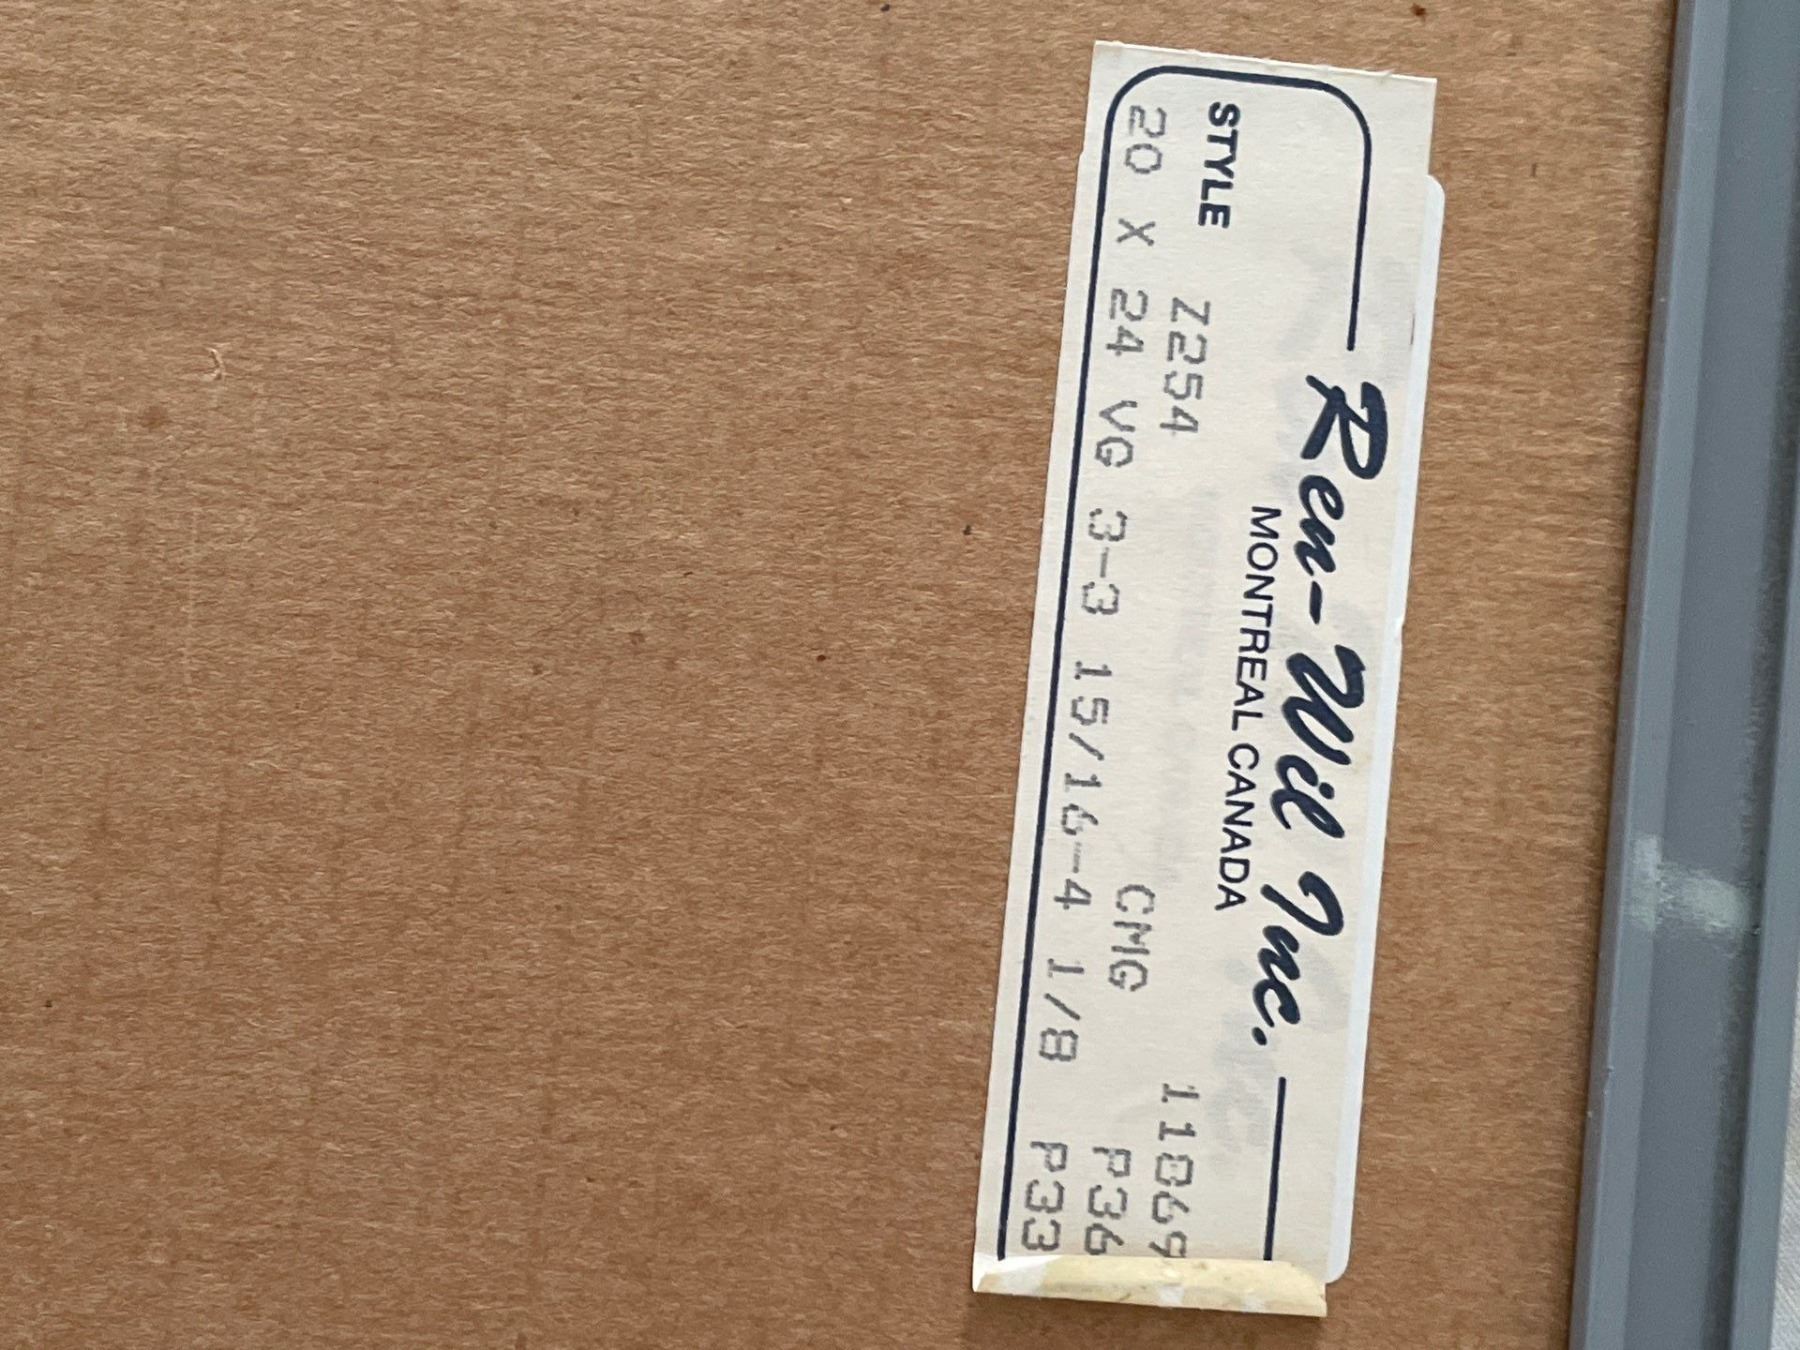 Ren-Wil Inc.
MONTREAL CANADA
STYLE 11869
Z254 CMG P36
20 X 24 VG 3-3 15/16-4 1/8 P33